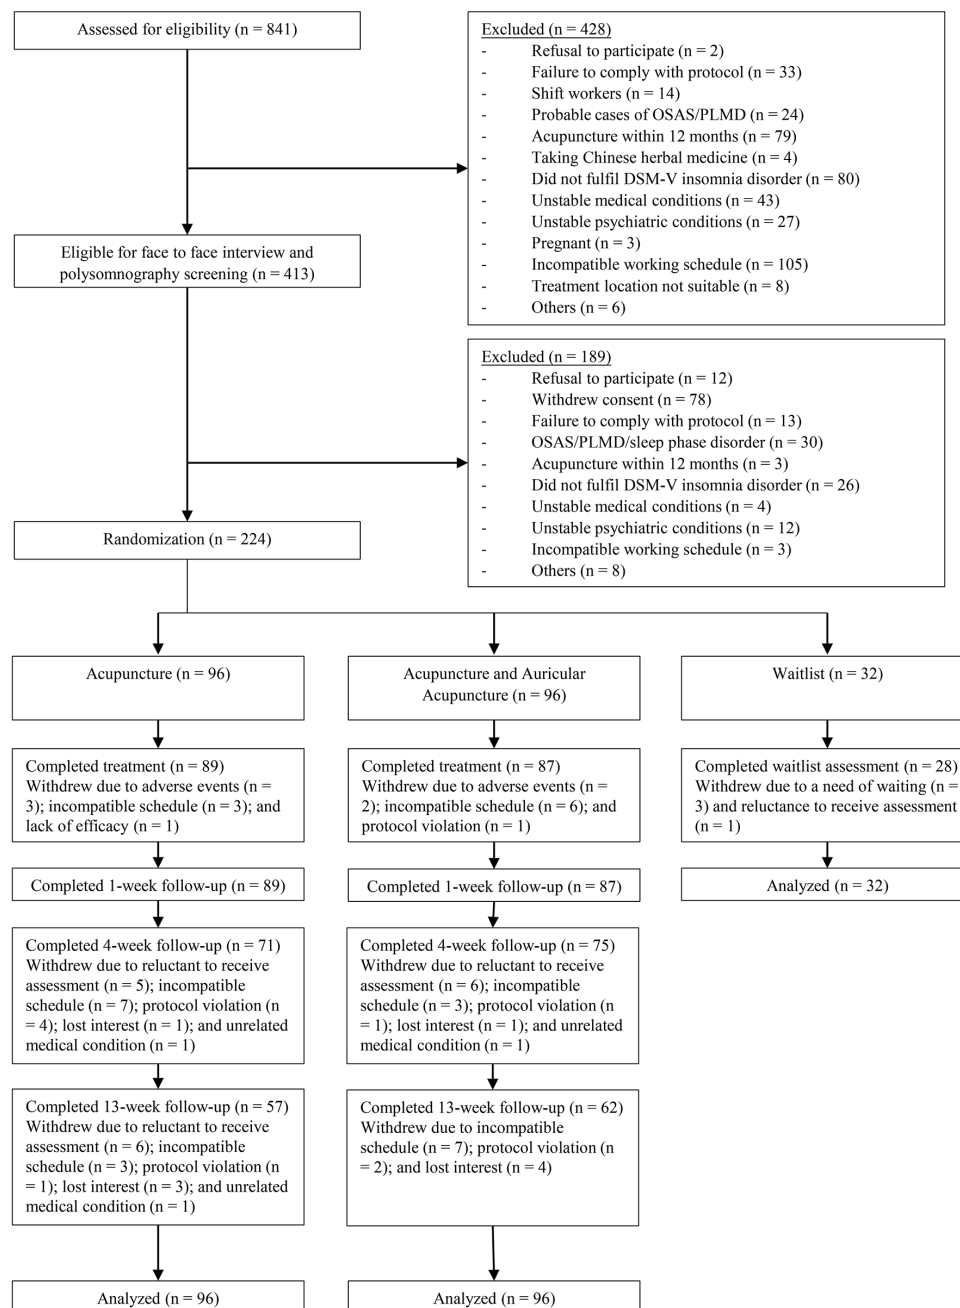 Assessed for eligibility (n = 841)
Excluded (n = 428)
- Refusal to participate (n = 2)
- Failure to comply with protocol (n = 33)
- Shift workers (n = 14)
- Probable cases of OSAS/PLMD (n = 24)
- Acupuncture within 12 months (n = 79)
- Taking Chinese herbal medicine (n = 4)
- Did not fulfil DSM-V insomnia disorder (n = 80)
- Unstable medical conditions (n = 43)
- Unstable psychiatric conditions (n = 27)
- Pregnant (n = 3)
- Incompatible working schedule (n = 105)
- Treatment location not suitable (n = 8)
- Others (n = 6)
Eligible for face to face interview and
polysomnography screening (n = 413)
Excluded (n = 189)
- Refusal to participate (n = 12)
- Withdrew consent (n = 78)
- Failure to comply with protocol (n = 13)
- OSAS/PLMD/sleep phase disorder (n = 30)
- Acupuncture within 12 months (n = 3)
- Did not fulfil DSM-V insomnia disorder (n = 26)
- Unstable medical conditions (n = 4)
- Unstable psychiatric conditions (n = 12)
- Incompatible working schedule (n = 3)
- Others (n = 8)
Randomization (n = 224)
Acupuncture (n = 96)
Completed treatment (n = 89)
Withdrew due to adverse events (n =
3); incompatible schedule (n = 3); and
lack of efficacy (n = 1)
Completed 1-week follow-up (n = 89)
Completed 4-week follow-up (n = 71)
Withdrew due to reluctant to receive
assessment (n = 5); incompatible
schedule (n = 7); protocol violation (n
= 4); lost interest (n = 1); and unrelated
medical condition (n = 1)
Completed 13-week follow-up (n = 57)
Withdrew due to reluctant to receive
assessment (n = 6); incompatible
schedule (n = 3); protocol violation (n
= 1); lost interest (n = 3); and unrelated
medical condition (n = 1)
Analyzed (n = 96)
Acupuncture and Auricular
Acupuncture (n = 96)
Completed treatment (n = 87)
Withdrew due to adverse events (n =
2); incompatible schedule (n = 6); and
protocol violation (n = 1)
Completed 1-week follow-up (n = 87)
Completed 4-week follow-up (n = 75)
Withdrew due to reluctant to receive
assessment (n = 6); incompatible
schedule (n = 3); protocol violation (n
= 1); lost interest (n = 1); and unrelated
medical condition (n = 1)
Completed 13-week follow-up (n = 62)
Withdrew due to incompatible
schedule (n = 7); protocol violation (n
= 2); and lost interest (n = 4)
Analyzed (n = 96)
Waitlist (n = 32)
Completed waitlist assessment (n = 28)
Withdrew due to a need of waiting (n =
3) and reluctance to receive assessment
(n = 1)
Analyzed (n = 32)